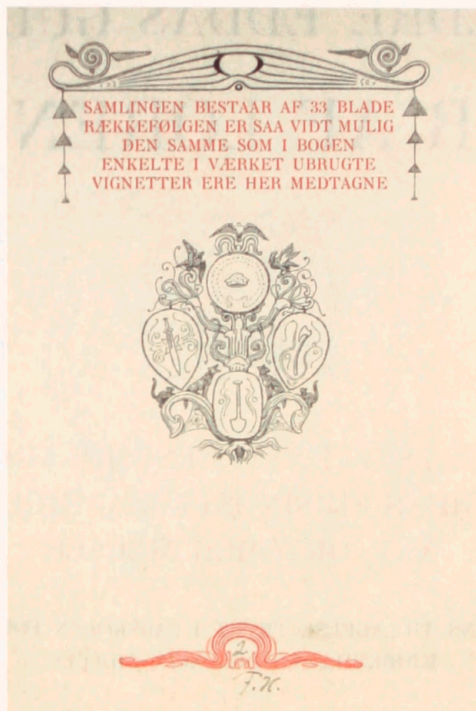 SAMLINGEN BESTAAR AF 33 BLADE
RÆKKEFØLGEN ER SAA VIDT MULIG
DEN SAMME SOM I BOGEN
ENKELTE I VÆRKET UBRUGTE
VIGNETTER ERE HER MEDTAGNE
2
F.H.